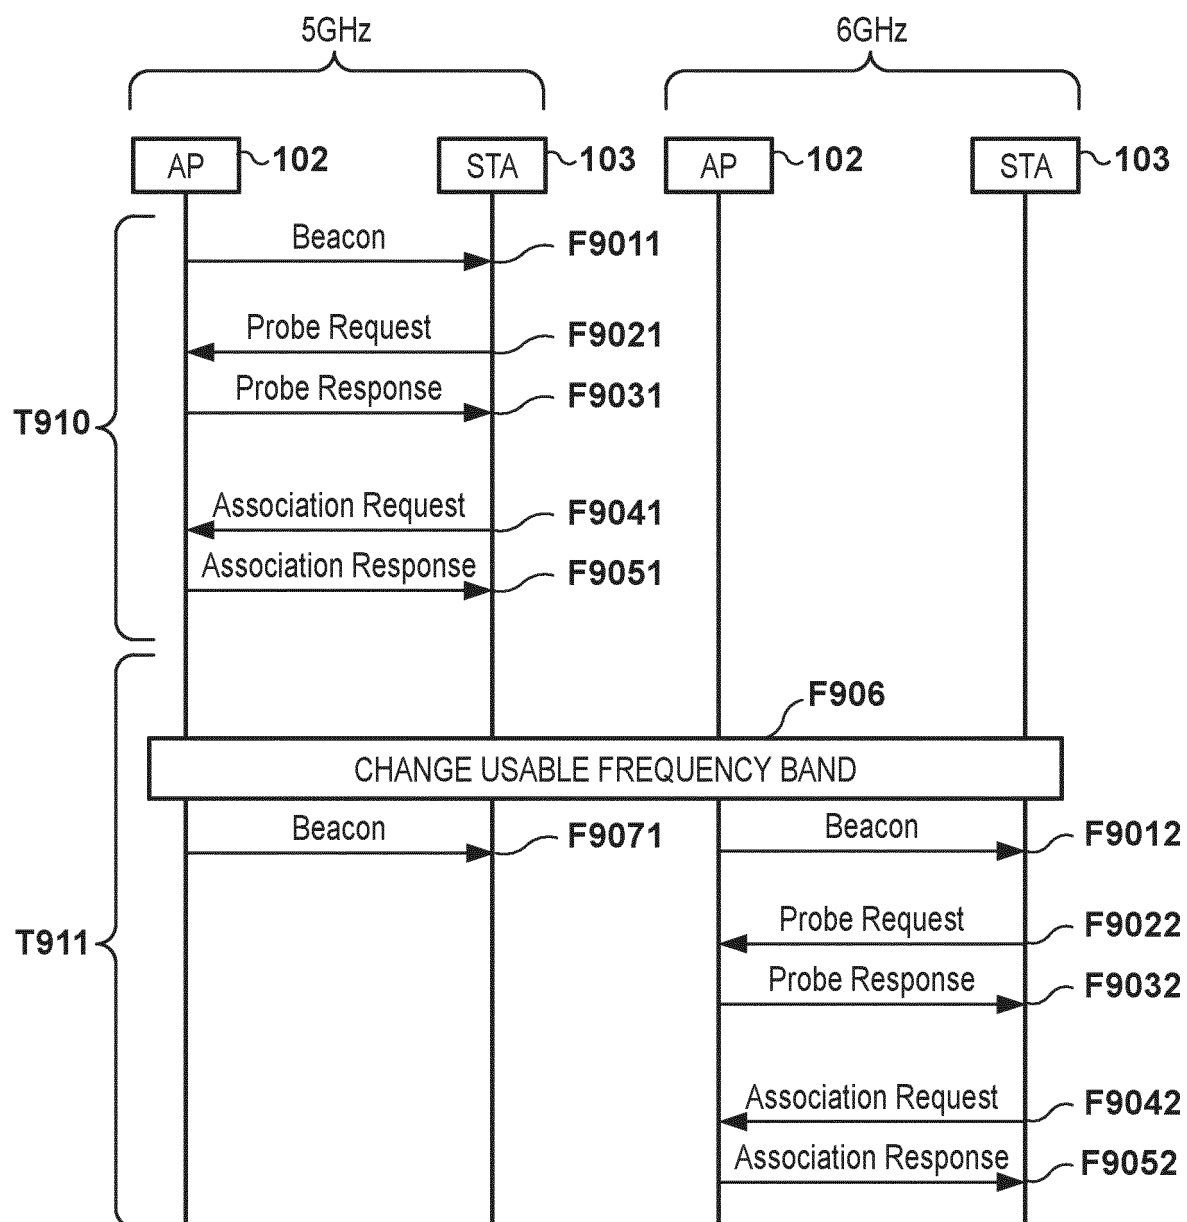 5GHz 6GHz
AP 102 STA 103 AP 102 STA 103
Beacon F9011
Probe Request F9021
Probe Response F9031
T910
Association Request F9041
Association Response F9051
F906
CHANGE USABLE FREQUENCY BAND
Beacon F9071 Beacon F9012
Probe Request F9022
T911
Probe Response F9032
Association Request F9042
Association Response F9052